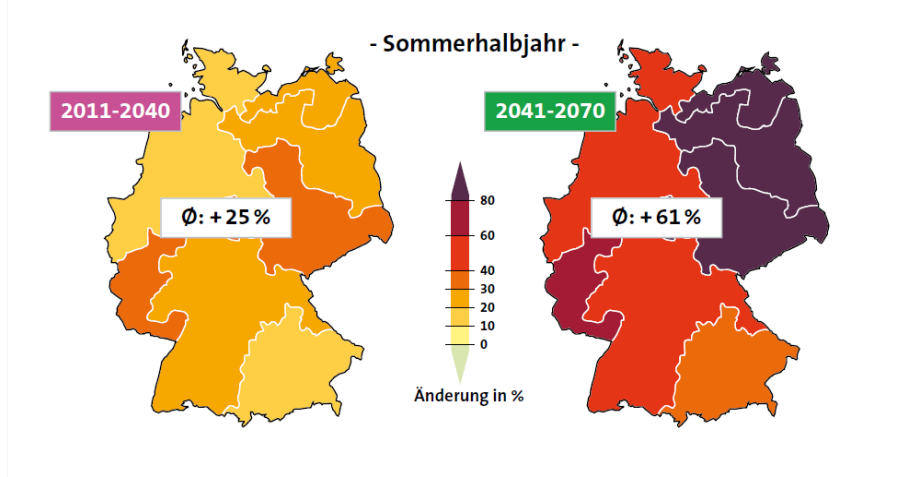 - Sommerhalbjahr -
2011-2040
2041-2070
Ø: +25 %
Ø: +61 %
80
60
40
30
20
10
0
Änderung in %